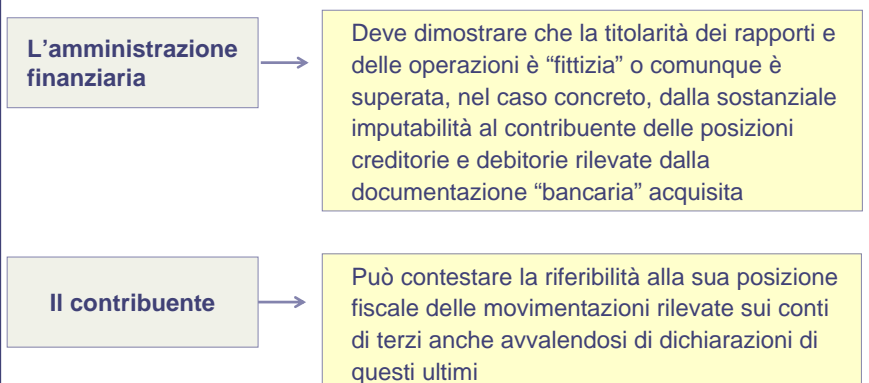 L’amministrazione
finanziaria
Deve dimostrare che la titolarità dei rapporti e
delle operazioni è “fittizia” o comunque è
superata, nel caso concreto, dalla sostanziale
imputabilità al contribuente delle posizioni
creditorie e debitorie rilevate dalla
documentazione “bancaria” acquisita
Il contribuente
Può contestare la riferibilità alla sua posizione
fiscale delle movimentazioni rilevate sui conti
di terzi anche avvalendosi di dichiarazioni di
questi ultimi